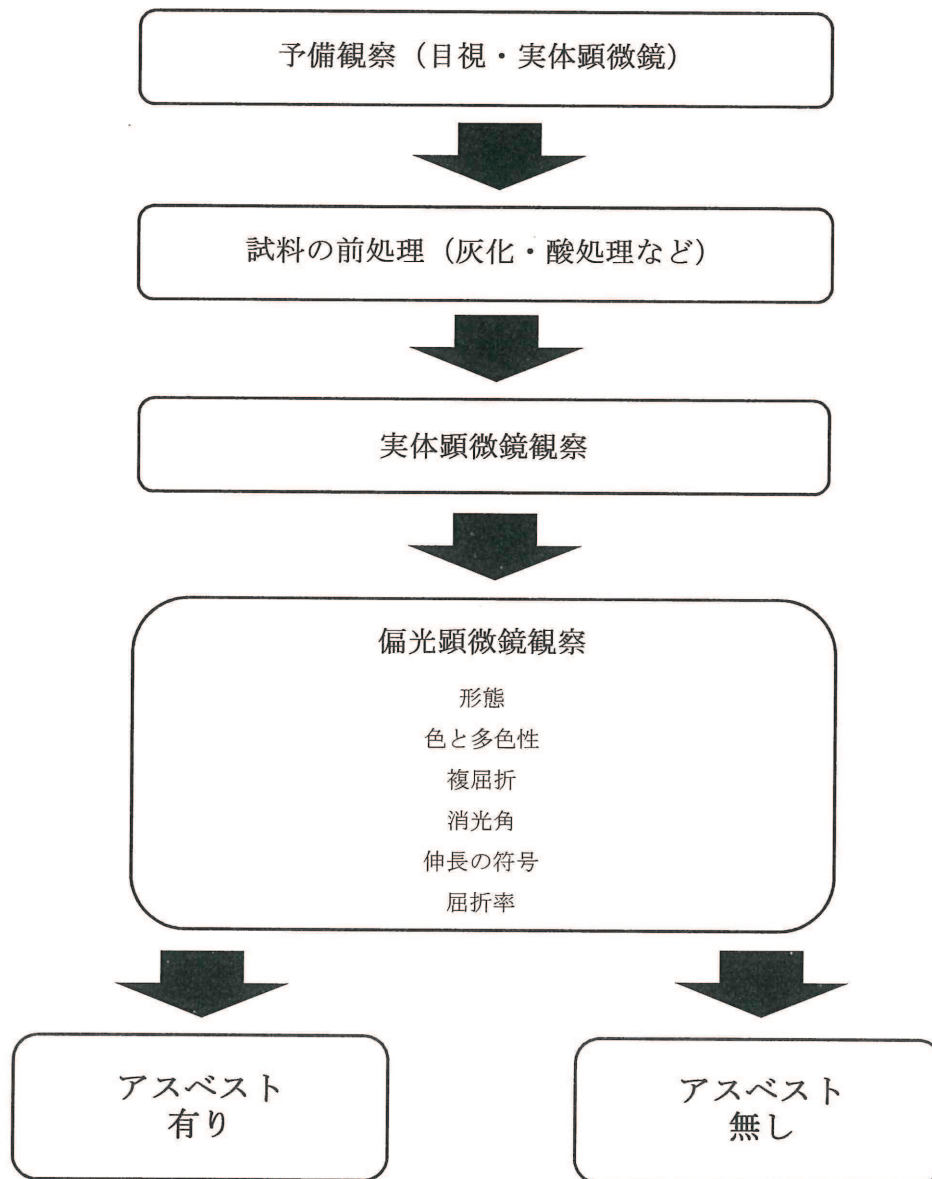 予備観察（目視・実体顕微鏡）
試料の前処理（灰化・酸処理など）
実体顕微鏡観察
偏光顕微鏡観察
形態
色と多色性
複屈折
消光角
伸長の符号
屈折率
アスベスト
有り
アスベスト
無し